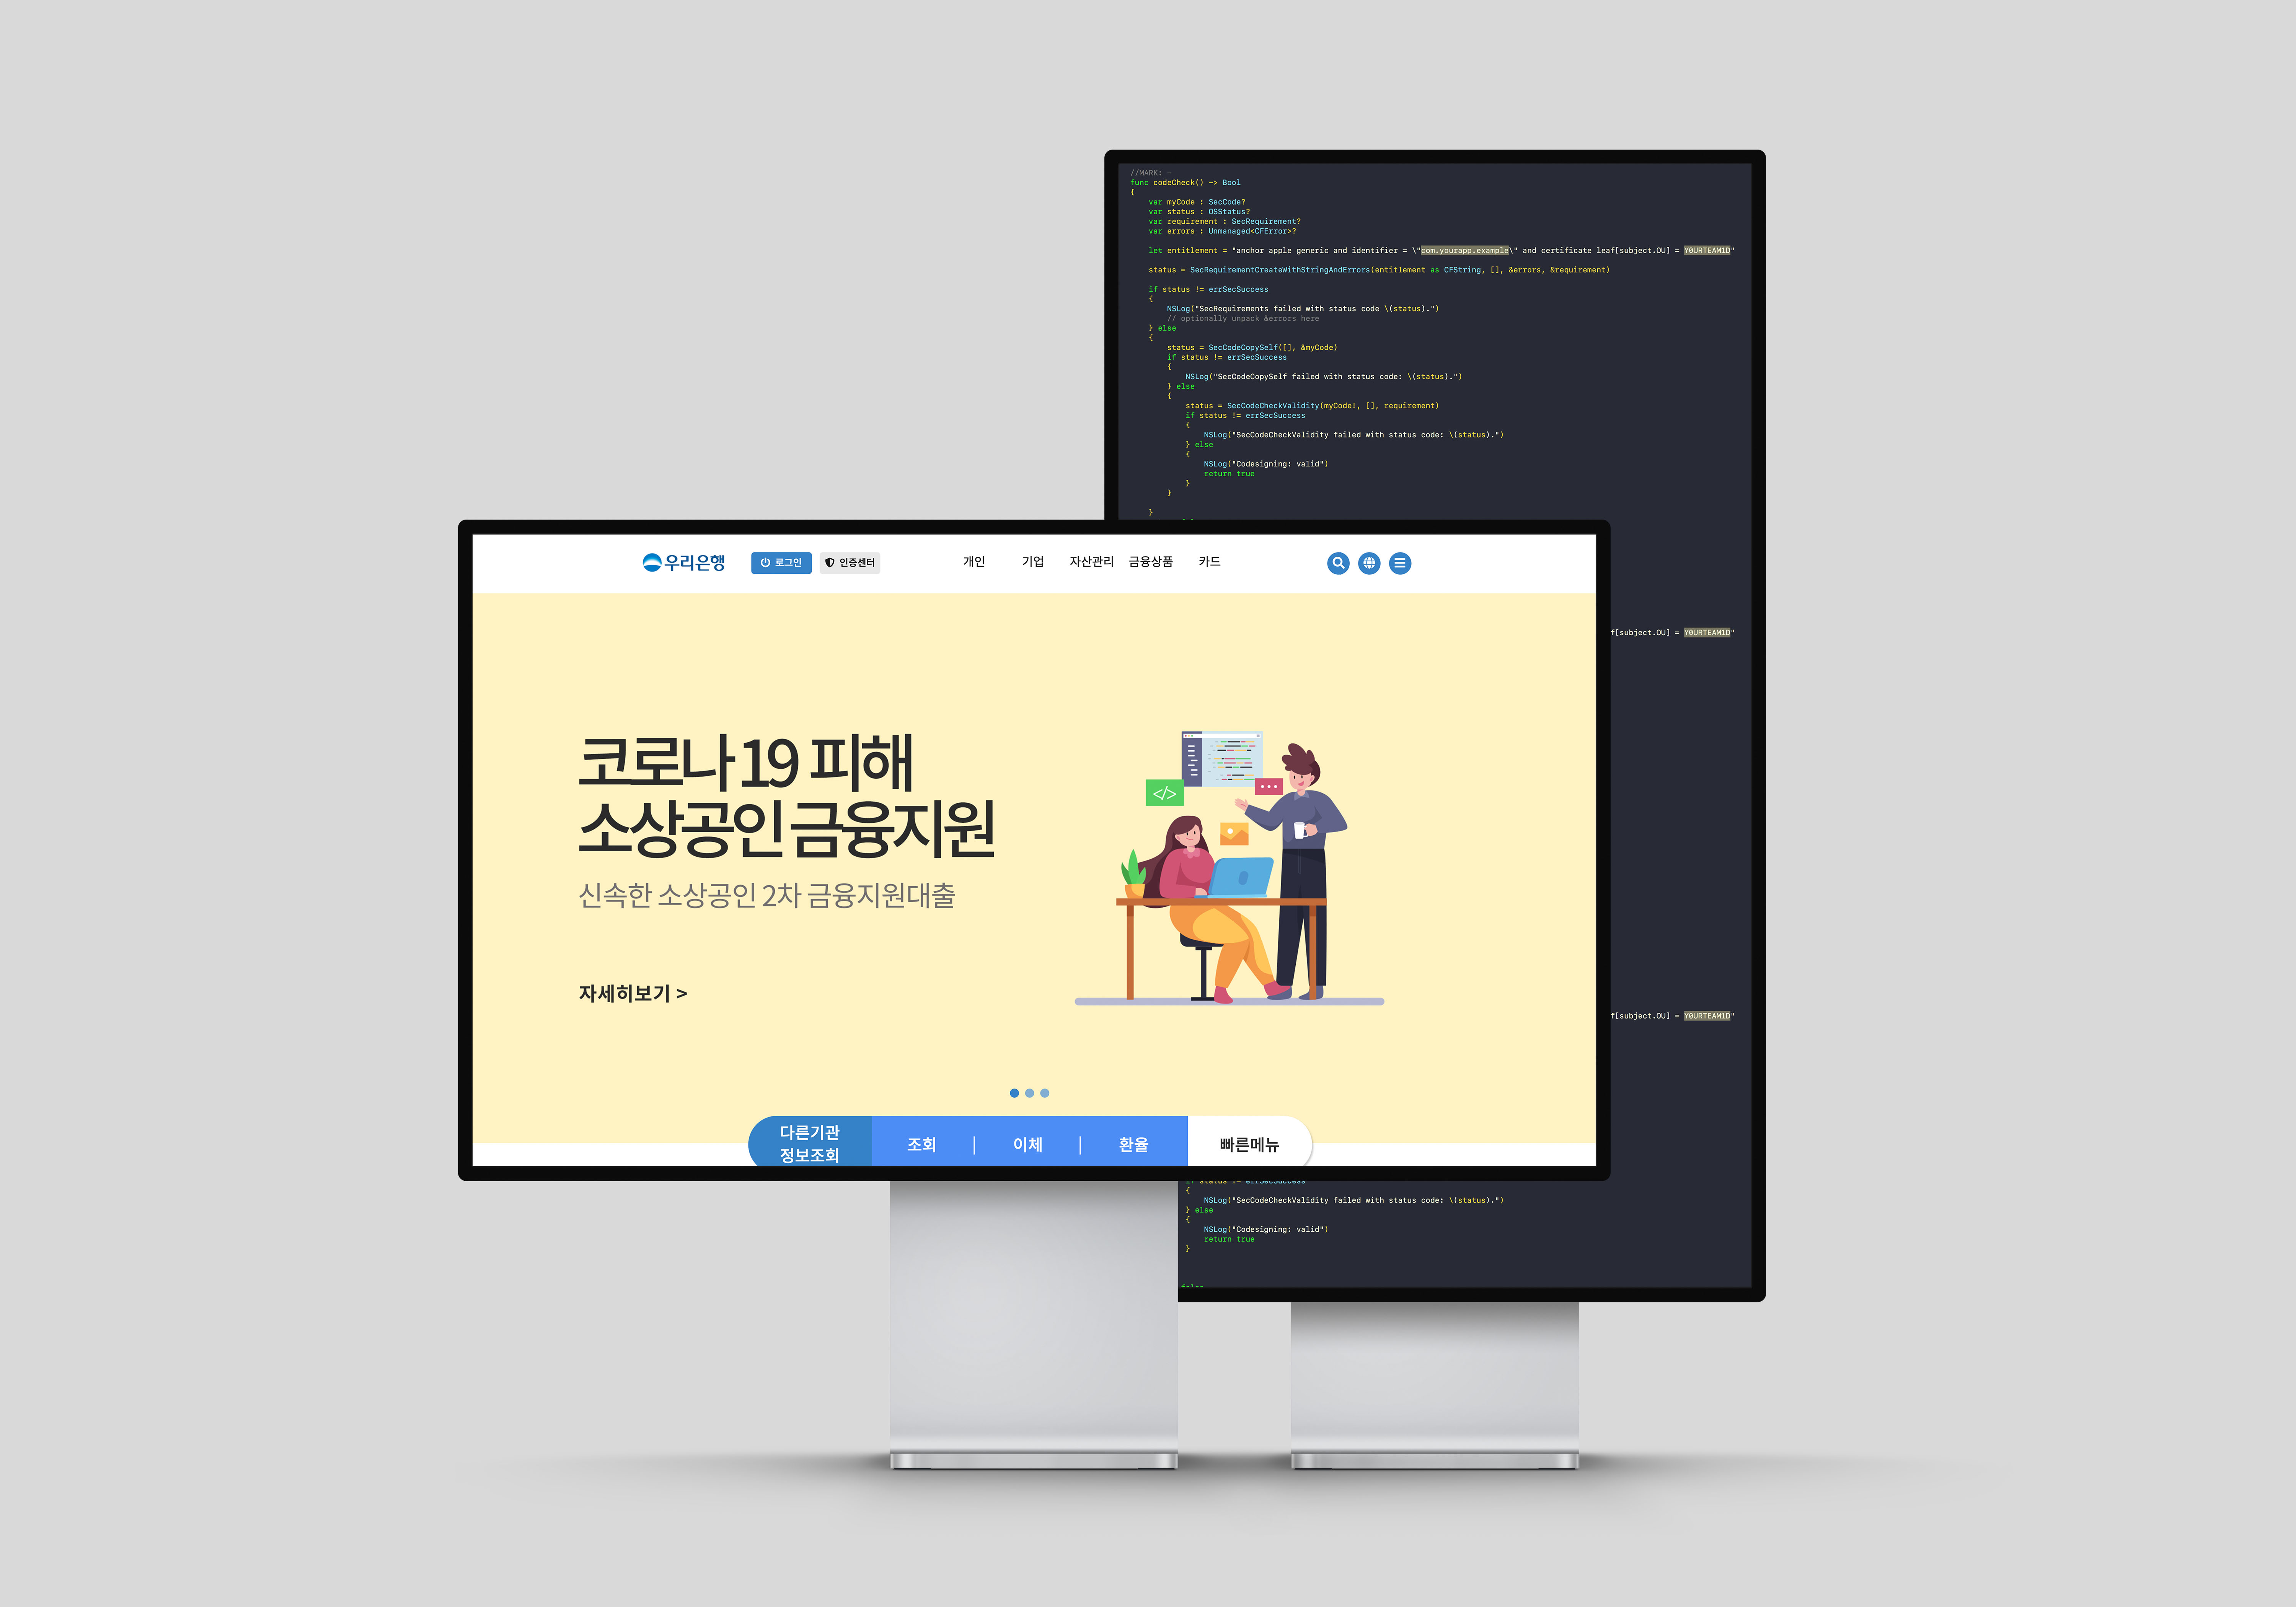 //MARK: -
func codeCheck() -> Bool
{
var myCode : SecCode?
var status : OSStatus?
var requirement : SecRequirement?
var errors : Unmanaged<CFError>?
let entitlement = "anchor apple generic and identifier = \"com.yourapp.example\" and certificate leaf[subject.OU] = Y0URTEAM1D"
status = SecRequirementCreateWithStringAndErrors(entitlement as CFString, [], &errors, &requirement)
if status != errSecSuccess
{
NSLog("SecRequirements failed with status code \(status).")
// optionally unpack &errors here
} else
{
status = SecCodeCopySelf([], &myCode)
if status != errSecSuccess
{
NSLog("SecCodeCopySelf failed with status code: \(status).")
} else
{
status = SecCodeCheckValidity(myCode!, [], requirement)
if status != errSecSuccess
{
NSLog("SecCodeCheckValidity failed with status code: \(status).")
} else
{
NSLog("Codesigning: valid")
return true
}
}
}
우리은행 로그인 인증센터 개인 기업 자산관리 금융상품 카드
f[subject.OU] = Y0URTEAM1D"
코로나19 피해
소상공인 금융지원
신속한 소상공인 2차 금융지원대출
</>
자세히보기 >
f[subject.OU] = Y0URTEAM1D"
다른기관
정보조회
조회 | 이체 | 환율
빠른메뉴
if status != errSecSuccess
{
NSLog("SecCodeCheckValidity failed with status code: \(status).")
} else
{
NSLog("Codesigning: valid")
return true
}